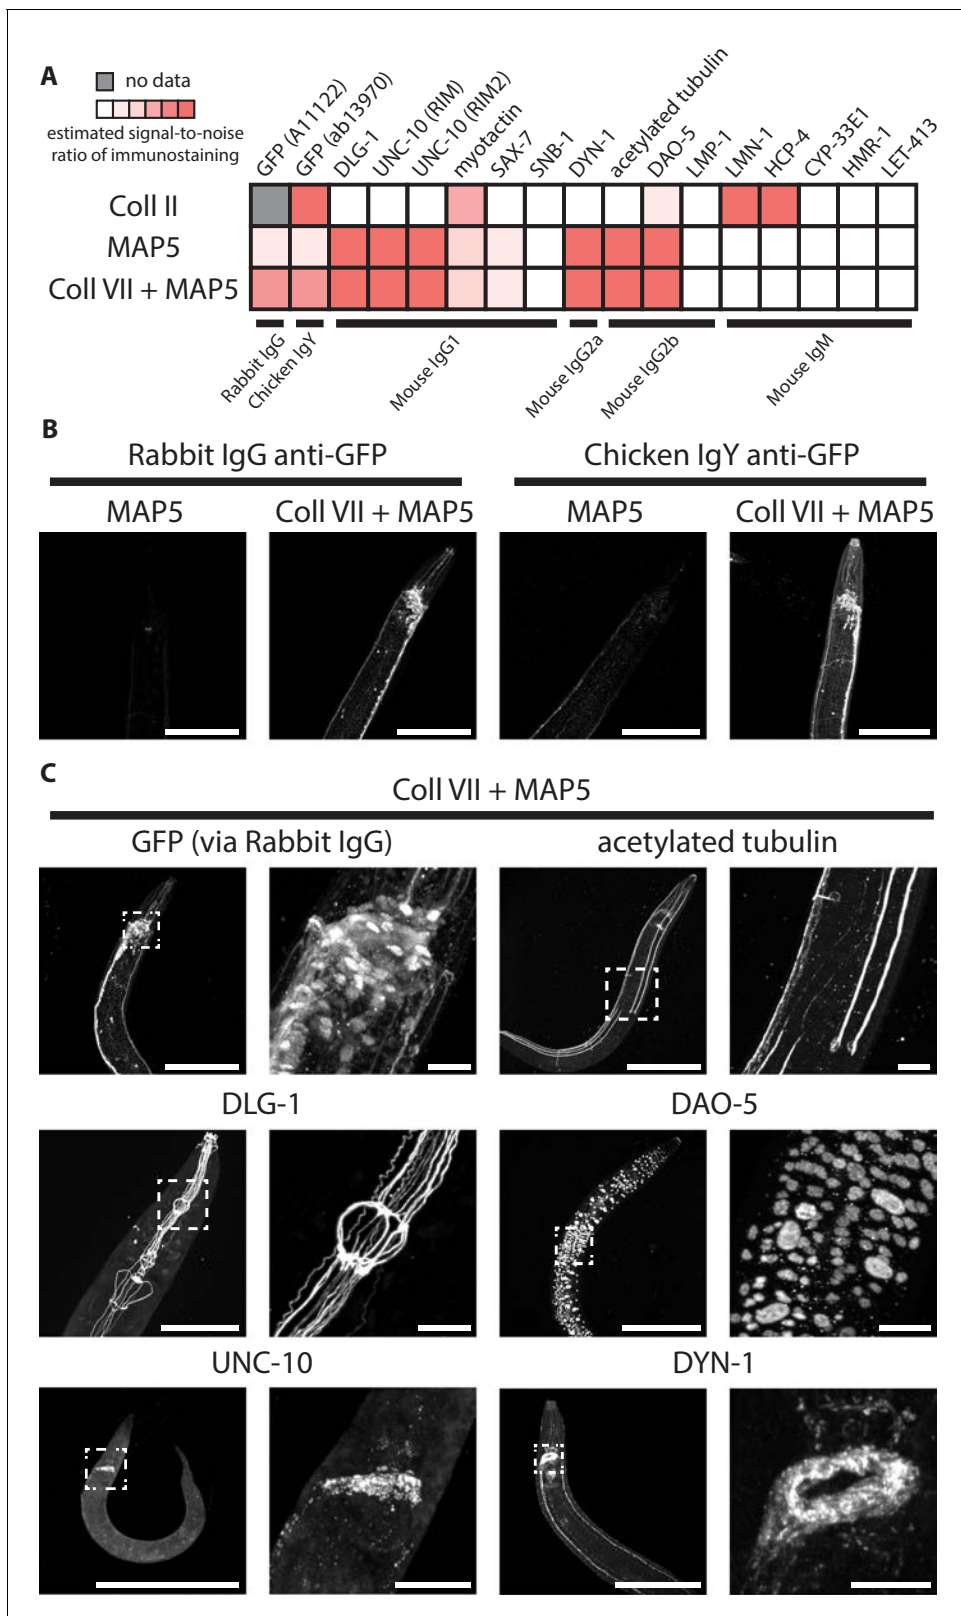 A
no data
estimated signal-to-noise
ratio of immunostaining
GFP (A11122)
GFP (ab13970)
DLG-1
UNC-10 (RIM)
UNC-10 (RIM2)
myotactin
SAX-7
SNB-1
DYN-1
acetylated tubulin
DAO-5
LMP-1
LMN-1
HCP-4
CYP-33E1
HMR-1
LET-413
Coll II
MAP5
Coll VII + MAP5
Rabbit IgG
Chicken IgY
Mouse IgG1
Mouse IgG2a
Mouse IgG2b
Mouse IgM
B
Rabbit IgG anti-GFP
Chicken IgY anti-GFP
MAP5
Coll VII + MAP5
MAP5
Coll VII + MAP5
C
Coll VII + MAP5
GFP (via Rabbit IgG)
acetylated tubulin
DLG-1
DAO-5
UNC-10
DYN-1